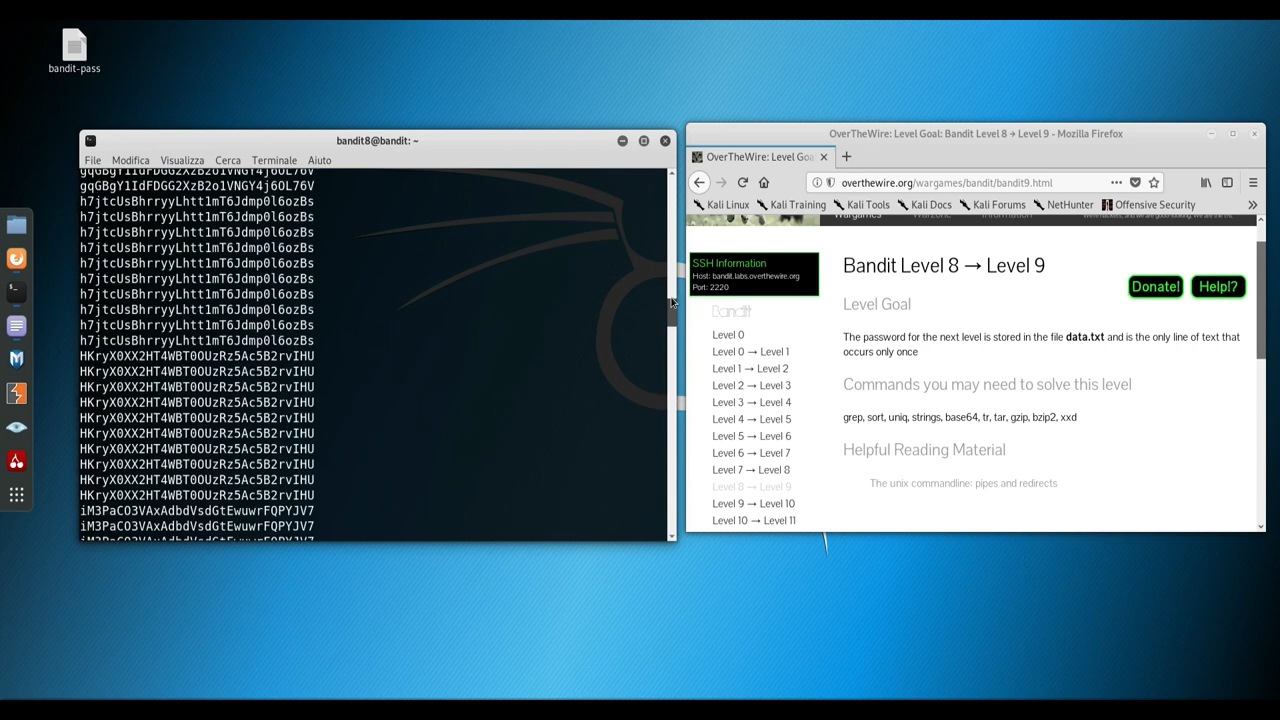 bandit-pass
bandit8@bandit: ~
File Modifica Visualizza Cerca Terminale Aiuto
gqGBgY1IdFDGG2XzB2o1VNGY4j6OL76V
gqGBgY1IdFDGG2XzB2o1VNGY4j6OL76V
h7jtcUsBhrryyLhtt1mT6Jdmp0l6ozBs
h7jtcUsBhrryyLhtt1mT6Jdmp0l6ozBs
h7jtcUsBhrryyLhtt1mT6Jdmp0l6ozBs
h7jtcUsBhrryyLhtt1mT6Jdmp0l6ozBs
h7jtcUsBhrryyLhtt1mT6Jdmp0l6ozBs
h7jtcUsBhrryyLhtt1mT6Jdmp0l6ozBs
h7jtcUsBhrryyLhtt1mT6Jdmp0l6ozBs
h7jtcUsBhrryyLhtt1mT6Jdmp0l6ozBs
h7jtcUsBhrryyLhtt1mT6Jdmp0l6ozBs
h7jtcUsBhrryyLhtt1mT6Jdmp0l6ozBs
HKryX0XX2HT4WBT0OUzRz5Ac5B2rvIHU
HKryX0XX2HT4WBT0OUzRz5Ac5B2rvIHU
HKryX0XX2HT4WBT0OUzRz5Ac5B2rvIHU
HKryX0XX2HT4WBT0OUzRz5Ac5B2rvIHU
HKryX0XX2HT4WBT0OUzRz5Ac5B2rvIHU
HKryX0XX2HT4WBT0OUzRz5Ac5B2rvIHU
HKryX0XX2HT4WBT0OUzRz5Ac5B2rvIHU
HKryX0XX2HT4WBT0OUzRz5Ac5B2rvIHU
HKryX0XX2HT4WBT0OUzRz5Ac5B2rvIHU
HKryX0XX2HT4WBT0OUzRz5Ac5B2rvIHU
iM3PaCO3VAxAdbdVsdGtEwuwrFQPYJV7
iM3PaCO3VAxAdbdVsdGtEwuwrFQPYJV7
iM3PaCO3VAxAdbdVsdGtEwuwrFQPYJV7
OverTheWire: Level Goal: Bandit Level 8 → Level 9 - Mozilla Firefox
OverTheWire: Level Goa
overthewire.org/wargames/bandit/bandit9.html
Kali Linux Kali Training Kali Tools Kali Docs Kali Forums NetHunter Offensive Security
SSH Information
Host: bandit.labs.overthewire.org
Port: 2220
Bandit
Level 0
Level 0 → Level 1
Level 1 → Level 2
Level 2 → Level 3
Level 3 → Level 4
Level 4 → Level 5
Level 5 → Level 6
Level 6 → Level 7
Level 7 → Level 8
Level 8 → Level 9
Level 9 → Level 10
Level 10 → Level 11
Bandit Level 8 → Level 9
Donate! Help!?
Level Goal
The password for the next level is stored in the file data.txt and is the only line of text that
occurs only once
Commands you may need to solve this level
grep, sort, uniq, strings, base64, tr, tar, gzip, bzip2, xxd
Helpful Reading Material
The unix commandline: pipes and redirects